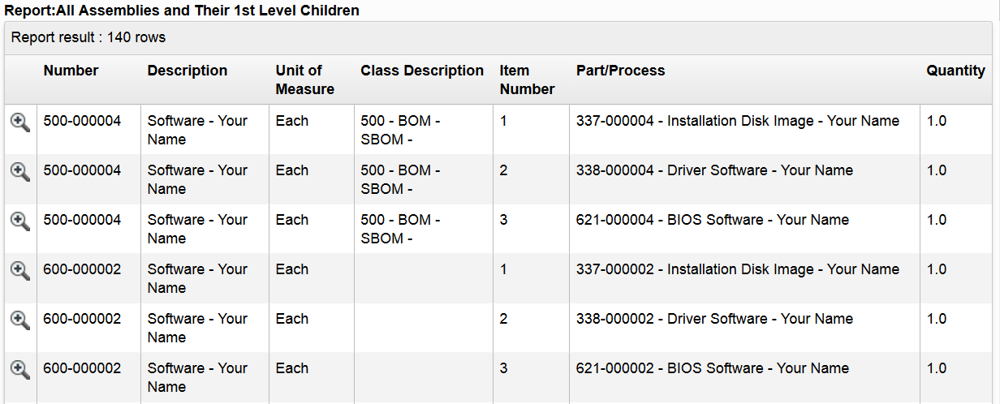 Report:All Assemblies and Their 1st Level Children
Report result : 140 rows
Number Description Unit of Measure Class Description Item Number Part/Process Quantity
500-000004 Software - Your Name Each 500 - BOM - SBOM - 1 337-000004 - Installation Disk Image - Your Name 1.0
500-000004 Software - Your Name Each 500 - BOM - SBOM - 2 338-000004 - Driver Software - Your Name 1.0
500-000004 Software - Your Name Each 500 - BOM - SBOM - 3 621-000004 - BIOS Software - Your Name 1.0
600-000002 Software - Your Name Each 1 337-000002 - Installation Disk Image - Your Name 1.0
600-000002 Software - Your Name Each 2 338-000002 - Driver Software - Your Name 1.0
600-000002 Software - Your Name Each 3 621-000002 - BIOS Software - Your Name 1.0